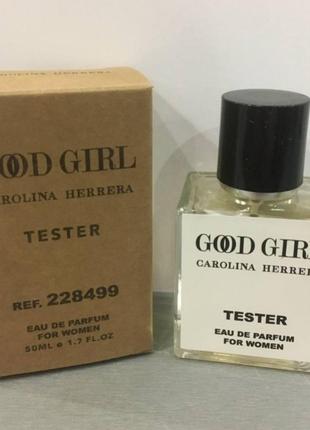 GOOD GIRL
AROLINA HERRERA
TESTER
REF. 228499
EAU DE PARFUM
FOR WOMEN
50ML e 1.7 FL.OZ
GOOD GIRL
CAROLINA HERRERA
TESTER
EAU DE PARFUM
FOR WOMEN